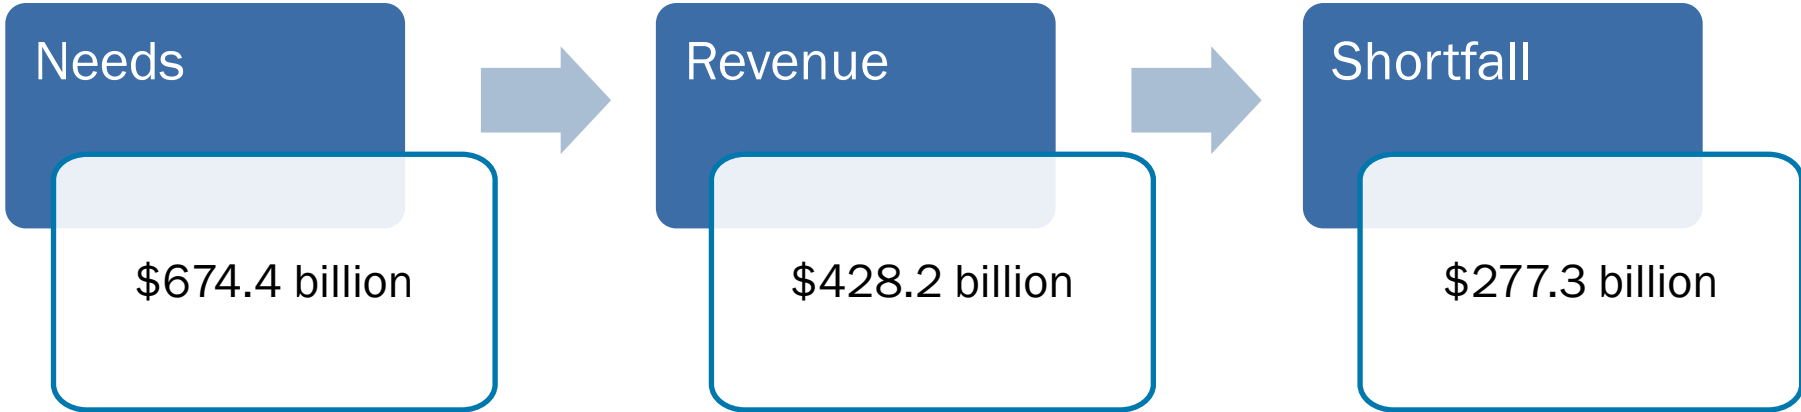 Needs
$674.4 billion
Revenue
$428.2 billion
Shortfall
$277.3 billion